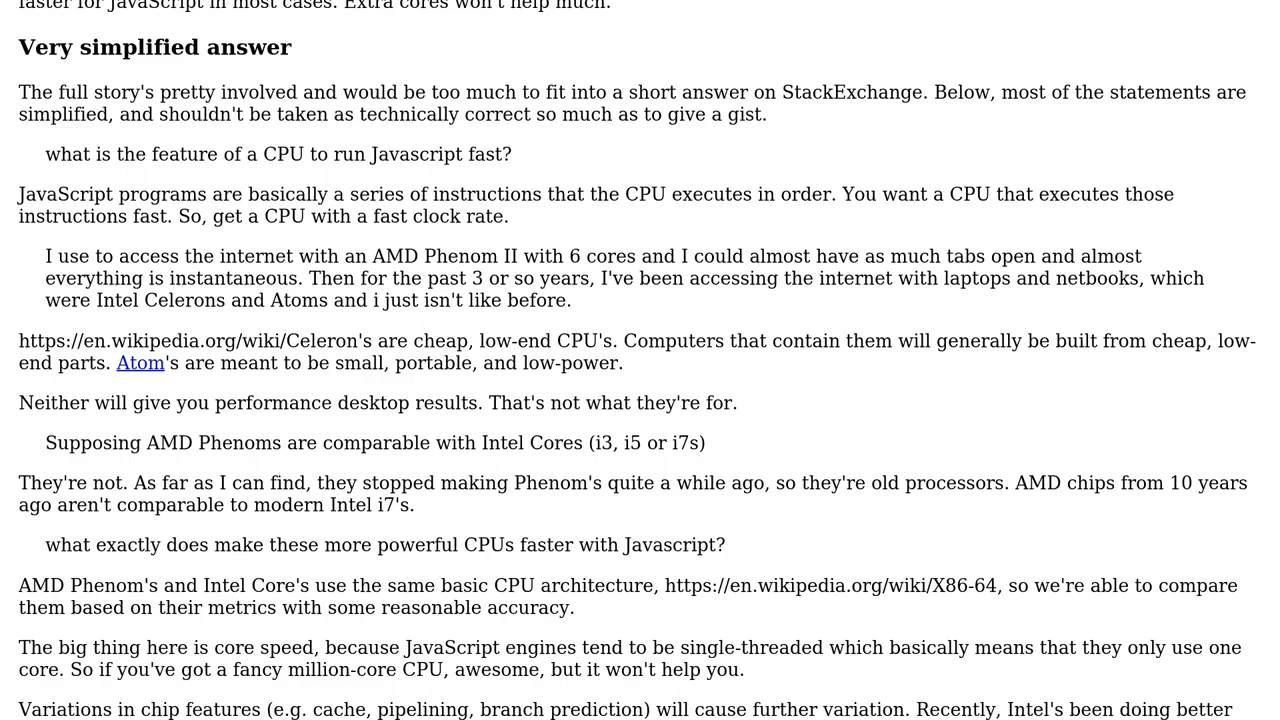 faster for JavaScript in most cases. Extra cores won't help much.
Very simplified answer
The full story's pretty involved and would be too much to fit into a short answer on StackExchange. Below, most of the statements are
simplified, and shouldn't be taken as technically correct so much as to give a gist.
what is the feature of a CPU to run Javascript fast?
JavaScript programs are basically a series of instructions that the CPU executes in order. You want a CPU that executes those
instructions fast. So, get a CPU with a fast clock rate.
I use to access the internet with an AMD Phenom II with 6 cores and I could almost have as much tabs open and almost
everything is instantaneous. Then for the past 3 or so years, I've been accessing the internet with laptops and netbooks, which
were Intel Celerons and Atoms and i just isn't like before.
https://en.wikipedia.org/wiki/Celeron's are cheap, low-end CPU's. Computers that contain them will generally be built from cheap, low-
end parts. Atom's are meant to be small, portable, and low-power.
Neither will give you performance desktop results. That's not what they're for.
Supposing AMD Phenoms are comparable with Intel Cores (i3, i5 or i7s)
They're not. As far as I can find, they stopped making Phenom's quite a while ago, so they're old processors. AMD chips from 10 years
ago aren't comparable to modern Intel i7's.
what exactly does make these more powerful CPUs faster with Javascript?
AMD Phenom's and Intel Core's use the same basic CPU architecture, https://en.wikipedia.org/wiki/X86-64, so we're able to compare
them based on their metrics with some reasonable accuracy.
The big thing here is core speed, because JavaScript engines tend to be single-threaded which basically means that they only use one
core. So if you've got a fancy million-core CPU, awesome, but it won't help you.
Variations in chip features (e.g. cache, pipelining, branch prediction) will cause further variation. Recently, Intel's been doing better